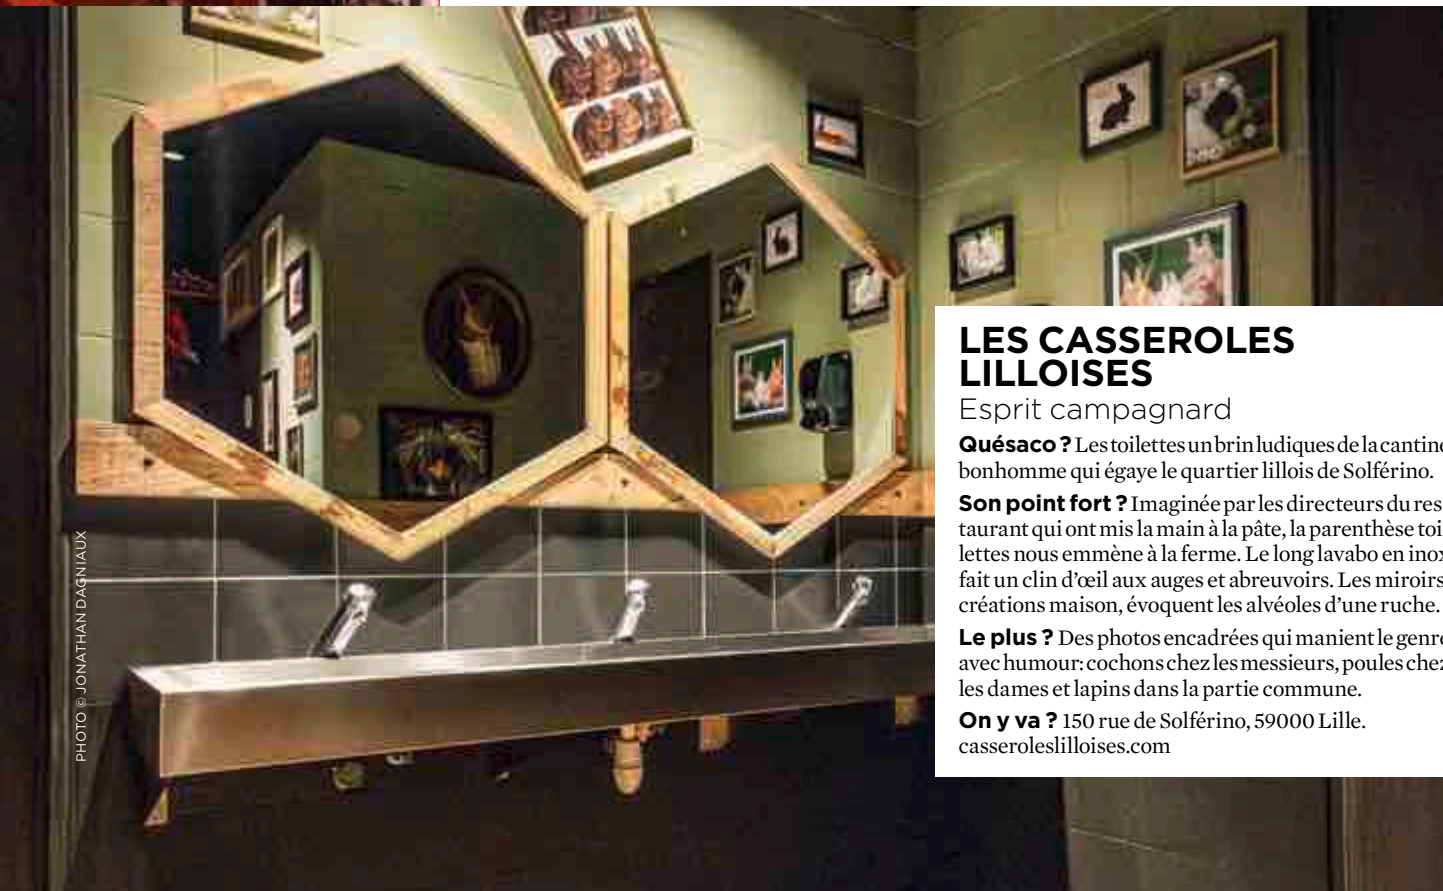 LES CASSEROLES
LILLOISES
Esprit campagnard
Quésaco ? Les toilettes un brin ludiques de la cantine
bonhomme qui égaye le quartier lillois de Solférino.
Son point fort ? Imaginée par les directeurs du res
taurant qui ont mis la main à la pâte, la parenthèse toi
lettes nous emmène à la ferme. Le long lavabo en inox
fait un clin d’œil aux auges et abreuvoirs. Les miroirs
créations maison, évoquent les alvéoles d’une ruche.
Le plus ? Des photos encadrées qui manient le genre
avec humour: cochons chez les messieurs, poules chez
les dames et lapins dans la partie commune.
On y va ? 150 rue de Solférino, 59000 Lille.
casseroleslilloises.com
PHOTO © JONATHAN DAGNIAUX